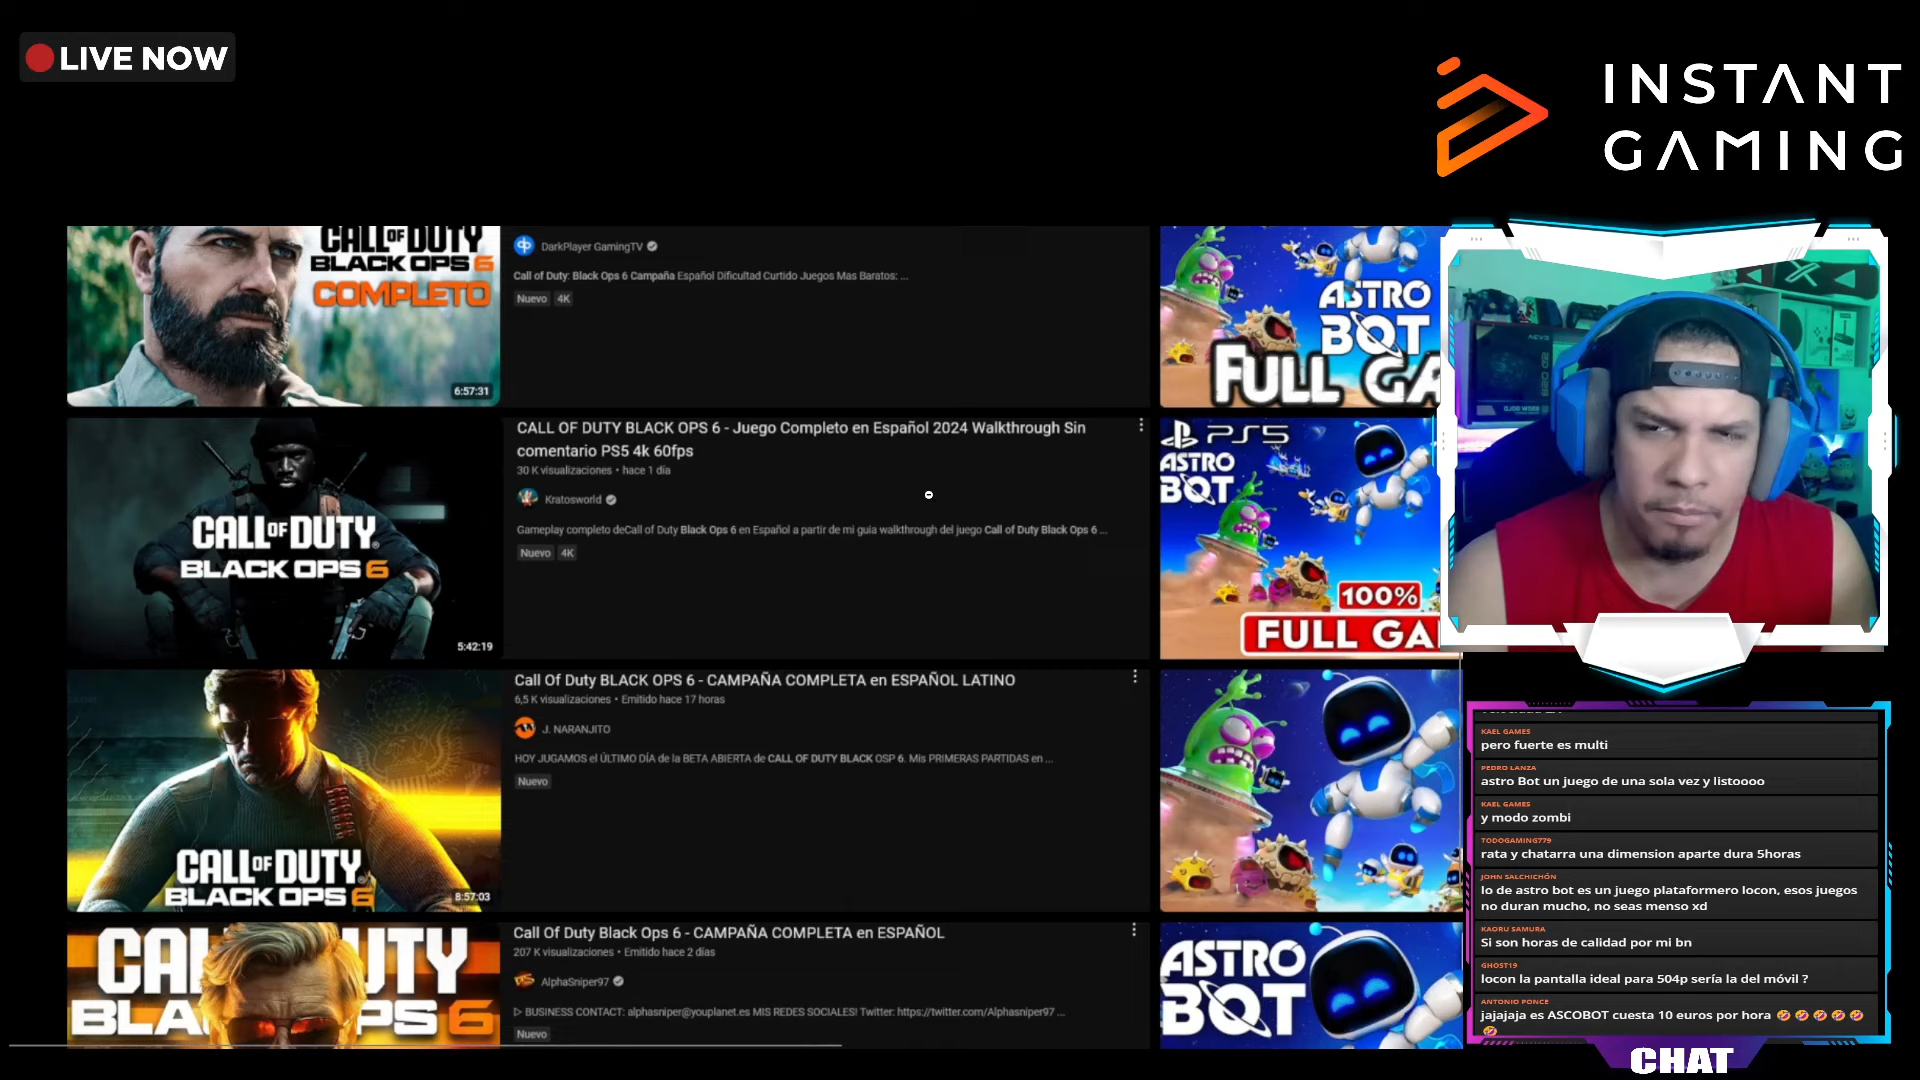 LIVE NOW
INSTANT
GAMING
CALL OF DUTY
BLACK OPS 6
COMPLETO
6:57:31
DarkPlayer GamingTV
Call of Duty: Black Ops 6 Campaña Español Dificultad Curtido Juegos Mas Baratos: ...
Nuevo 4K
ASTRO
BOT
FULL GA
CALL OF DUTY
BLACK OPS 6
5:42:19
CALL OF DUTY BLACK OPS 6 - Juego Completo en Español 2024 Walkthrough Sin
comentario PS5 4k 60fps
30 K visualizaciones • hace 1 día
Kratosworld
Gameplay completo deCall of Duty Black Ops 6 en Español a partir de mi guia walkthrough del juego Call of Duty Black Ops 6 ...
Nuevo 4K
PS5
ASTRO
BOT
100%
FULL GA
CALL OF DUTY
BLACK OPS 6
8:57:03
Call Of Duty BLACK OPS 6 - CAMPAÑA COMPLETA en ESPAÑOL LATINO
6,5 K visualizaciones • Emitido hace 17 horas
J. NARANJITO
HOY JUGAMOS el ÚLTIMO DÍA de la BETA ABIERTA de CALL OF DUTY BLACK OSP 6. Mis PRIMERAS PARTIDAS en ...
Nuevo
CAL UTY
BLA PS 6
Call Of Duty Black Ops 6 - CAMPAÑA COMPLETA en ESPAÑOL
207 K visualizaciones • Emitido hace 2 días
AlphaSniper97
▷ BUSINESS CONTACT: alphasniper@youplanet.es MIS REDES SOCIALES! Twitter: https://twitter.com/Alphasniper97 ...
Nuevo
ASTRO
BOT
KAEL GAMES
pero fuerte es multi
PEDRO LANZA
astro Bot un juego de una sola vez y listoooo
KAEL GAMES
y modo zombi
TODOGAMING779
rata y chatarra una dimension aparte dura 5horas
JOHN SALCHICHÓN
lo de astro bot es un juego plataformero locon, esos juegos
no duran mucho, no seas menso xd
KAORU SAMURA
Si son horas de calidad por mi bn
GHOST19
locon la pantalla ideal para 504p sería la del móvil ?
ANTONIO PONCE
jajajaja es ASCOBOT cuesta 10 euros por hora 🤣 🤣 🤣 🤣 🤣
🤣
CHAT